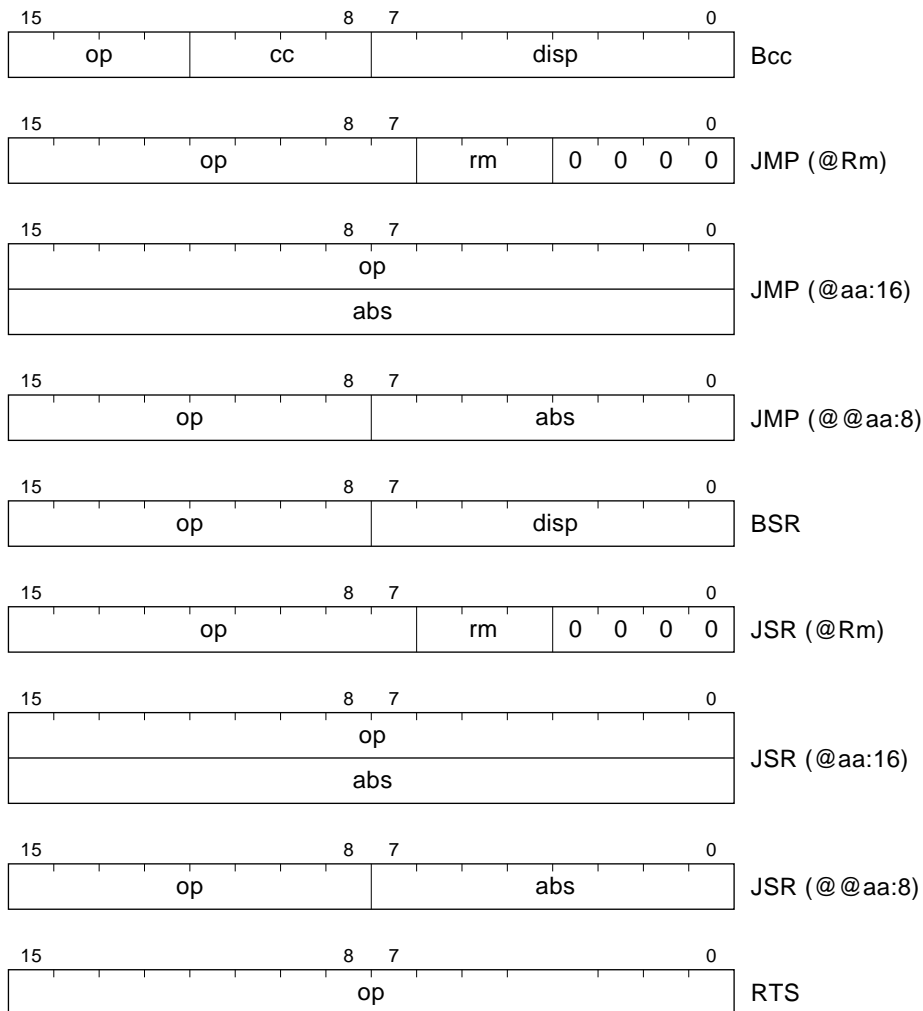 15 8 7 0
op cc disp Bcc
15 8 7 0
op rm 0 0 0 0 JMP (@Rm)
15 8 7 0
op
JMP (@aa:16)
abs
15 8 7 0
op abs JMP (@@aa:8)
15 8 7 0
op disp BSR
15 8 7 0
op rm 0 0 0 0 JSR (@Rm)
15 8 7 0
op
JSR (@aa:16)
abs
15 8 7 0
op abs JSR (@@aa:8)
15 8 7 0
op RTS